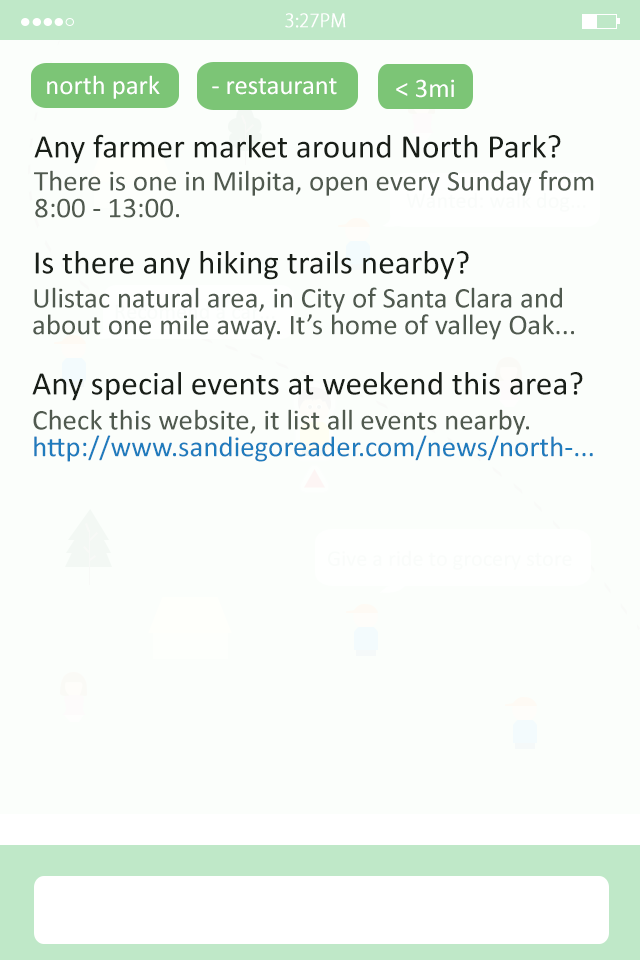 3:27PM
north park
- restaurant
< 3mi
Any farmer market around North Park?
There is one in Milpita, open every Sunday from
8:00 - 13:00.
Wanted: walk dog...
Is there any hiking trails nearby?
Ulistac natural area, in City of Santa Clara and
about one mile away. It’s home of valley Oak...
Any special events at weekend this area?
Check this website, it list all events nearby.
http://www.sandiegoreader.com/news/north-...
Give a ride to grocery store